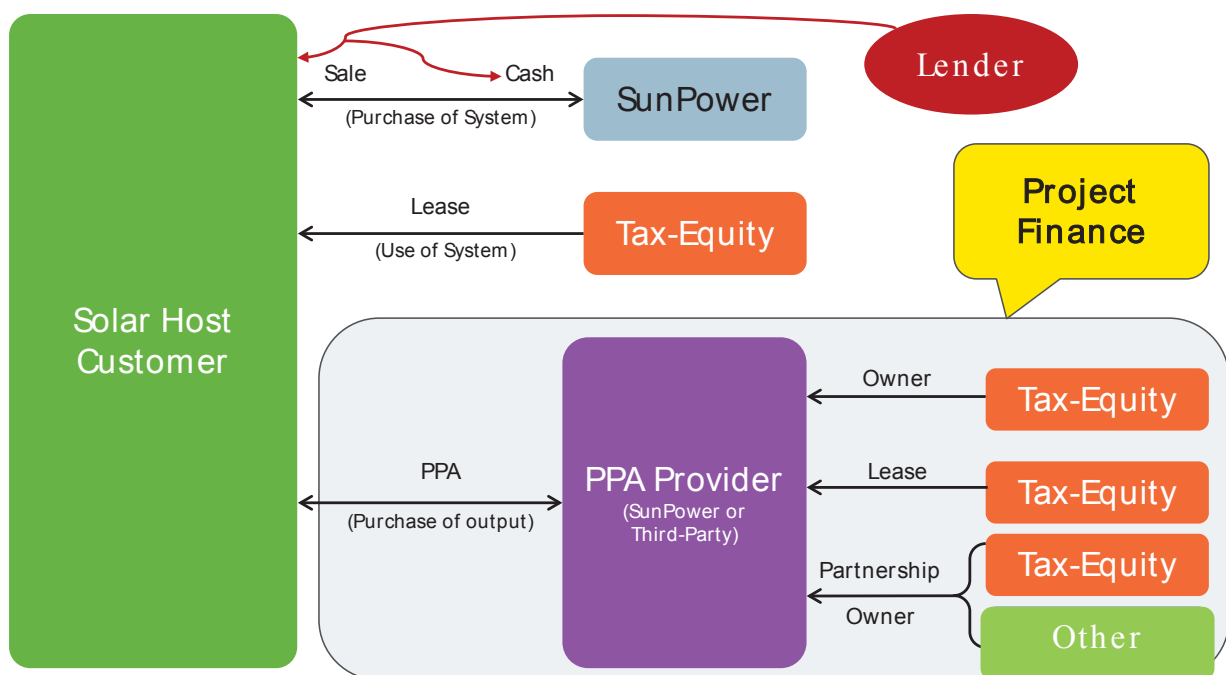 Lender
Sale
Cash
(Purchase of System)
SunPower
Lease
(Use of System)
Tax-Equity
Project
Finance
Solar Host
Customer
PPA
(Purchase of output)
PPA Provider
(SunPower or
Third-Party)
Owner
Tax-Equity
Lease
Tax-Equity
Partnership
Owner
Tax-Equity
Other